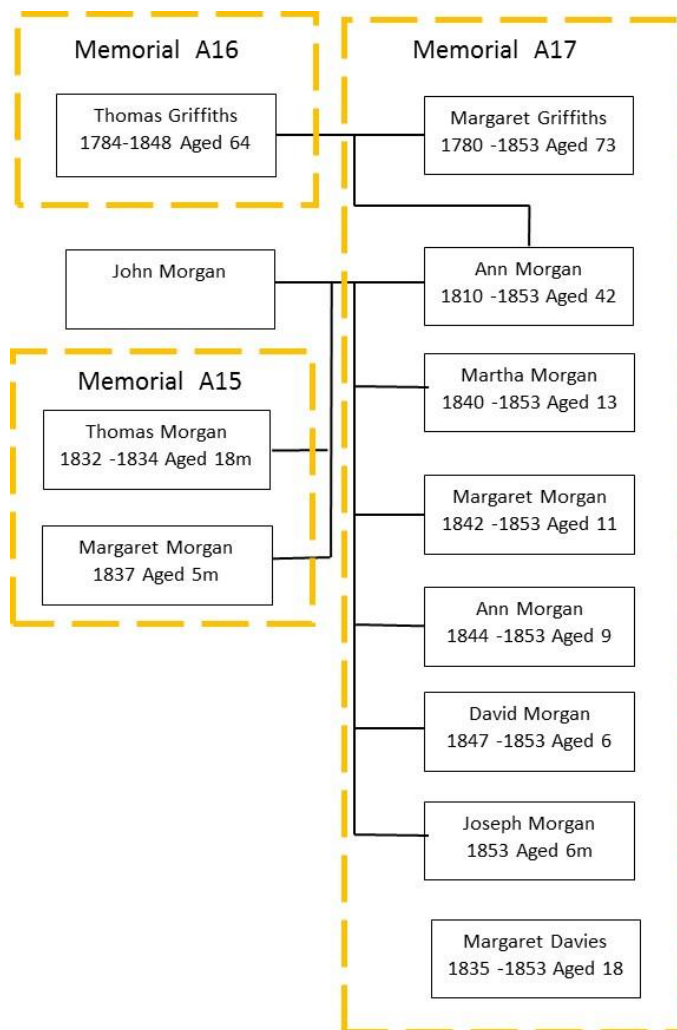 Memorial A16
Thomas Griffiths
1784-1848 Aged 64
Memorial A17
Margaret Griffiths
1780 -1853 Aged 73
John Morgan
Ann Morgan
1810 -1853 Aged 42
Memorial A15
Thomas Morgan
1832 -1834 Aged 18m
Margaret Morgan
1837 Aged 5m
Martha Morgan
1840 -1853 Aged 13
Margaret Morgan
1842 -1853 Aged 11
Ann Morgan
1844 -1853 Aged 9
David Morgan
1847 -1853 Aged 6
Joseph Morgan
1853 Aged 6m
Margaret Davies
1835 -1853 Aged 18